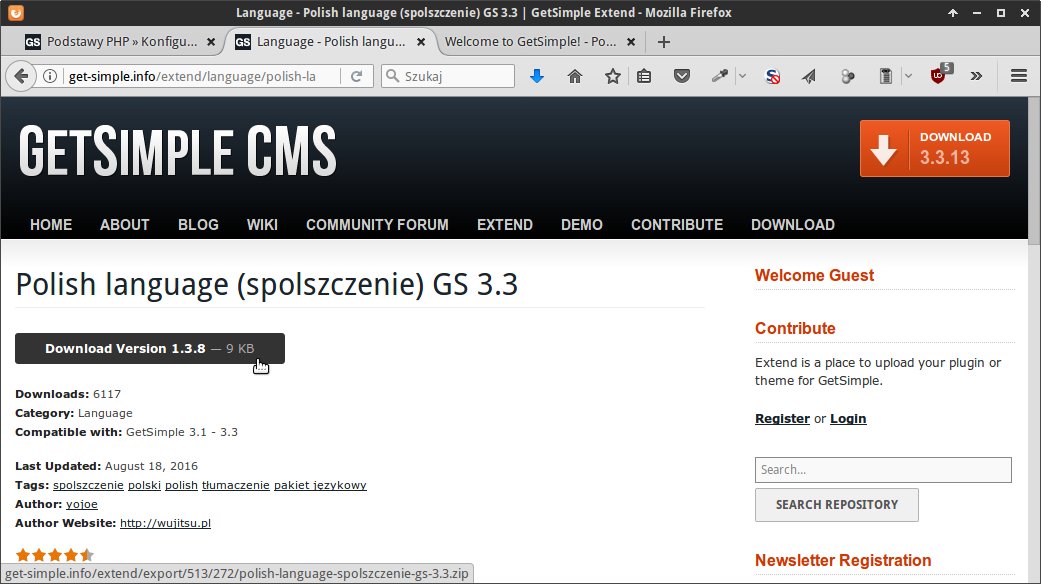 Language - Polish language (spolszczenie) GS 3.3 | GetSimple Extend - Mozilla Firefox
GS Podstawy PHP » Konfigu... GS Language - Polish langu... Welcome to GetSimple! - Po...
get-simple.info/extend/language/polish-la Szukaj 5
GETSIMPLE CMS
DOWNLOAD
3.3.13
HOME ABOUT BLOG WIKI COMMUNITY FORUM EXTEND DEMO CONTRIBUTE DOWNLOAD
Polish language (spolszczenie) GS 3.3
Download Version 1.3.8 — 9 KB
Downloads: 6117
Category: Language
Compatible with: GetSimple 3.1 - 3.3
Last Updated: August 18, 2016
Tags: spolszczenie polski polish tłumaczenie pakiet językowy
Author: yojoe
Author Website: http://wujitsu.pl
Welcome Guest
Contribute
Extend is a place to upload your plugin or
theme for GetSimple.
Register or Login
Search...
SEARCH REPOSITORY
Newsletter Registration
get-simple.info/extend/export/513/272/polish-language-spolszczenie-gs-3.3.zip